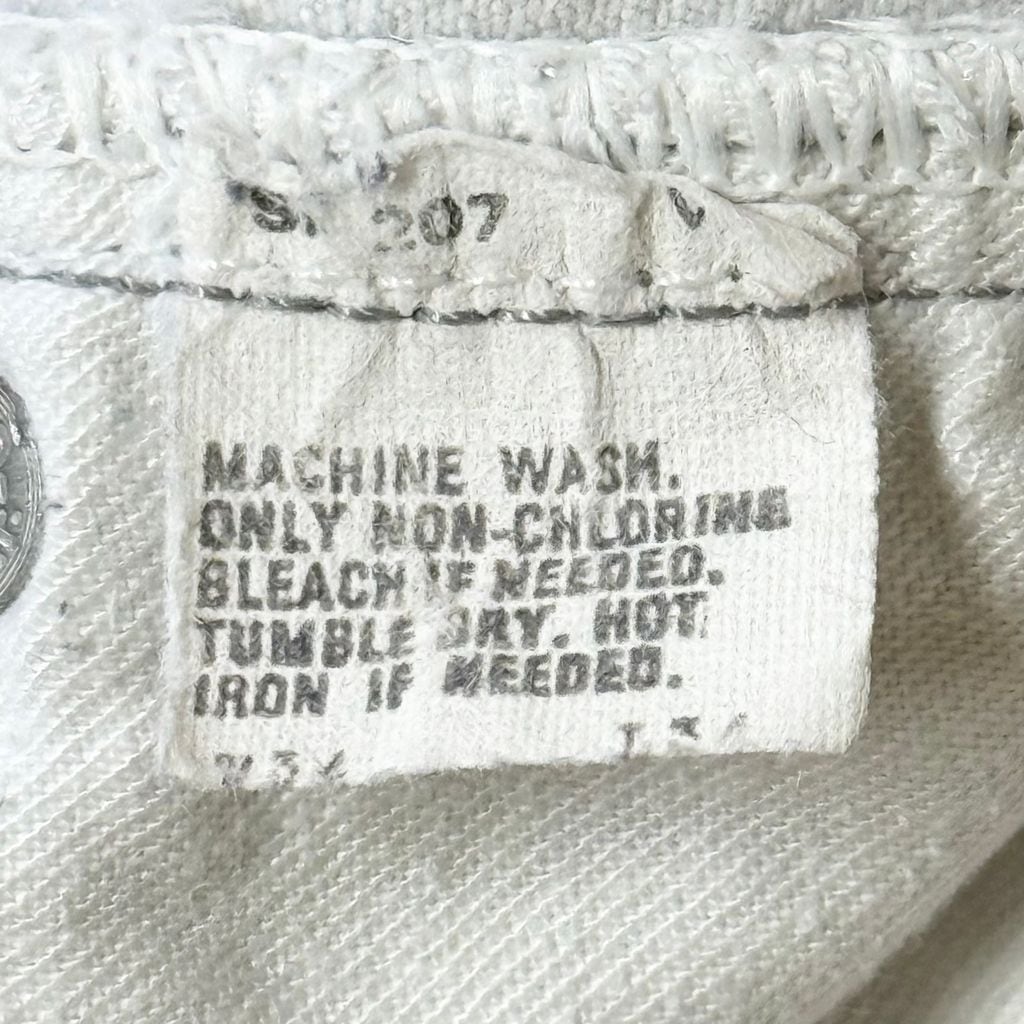 207
MACHINE WASH.
ONLY NON-CHLORINE
BLEACH IF NEEDED.
TUMBLE DRY. HOT
IRON IF NEEDED.